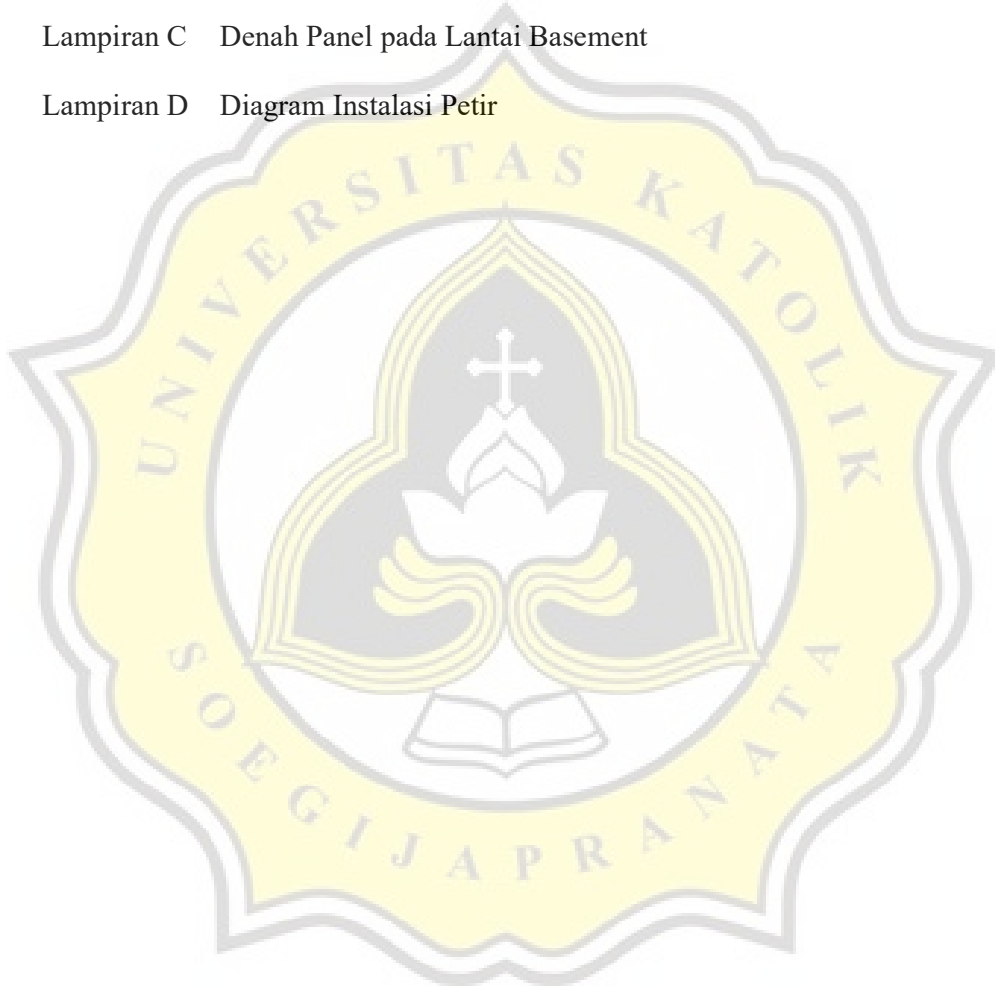 Lampiran C Denah Panel pada Lantai Basement
Lampiran D Diagram Instalasi Petir
UNIVERSITAS KATOLIK
SOEGIJAPRANATA